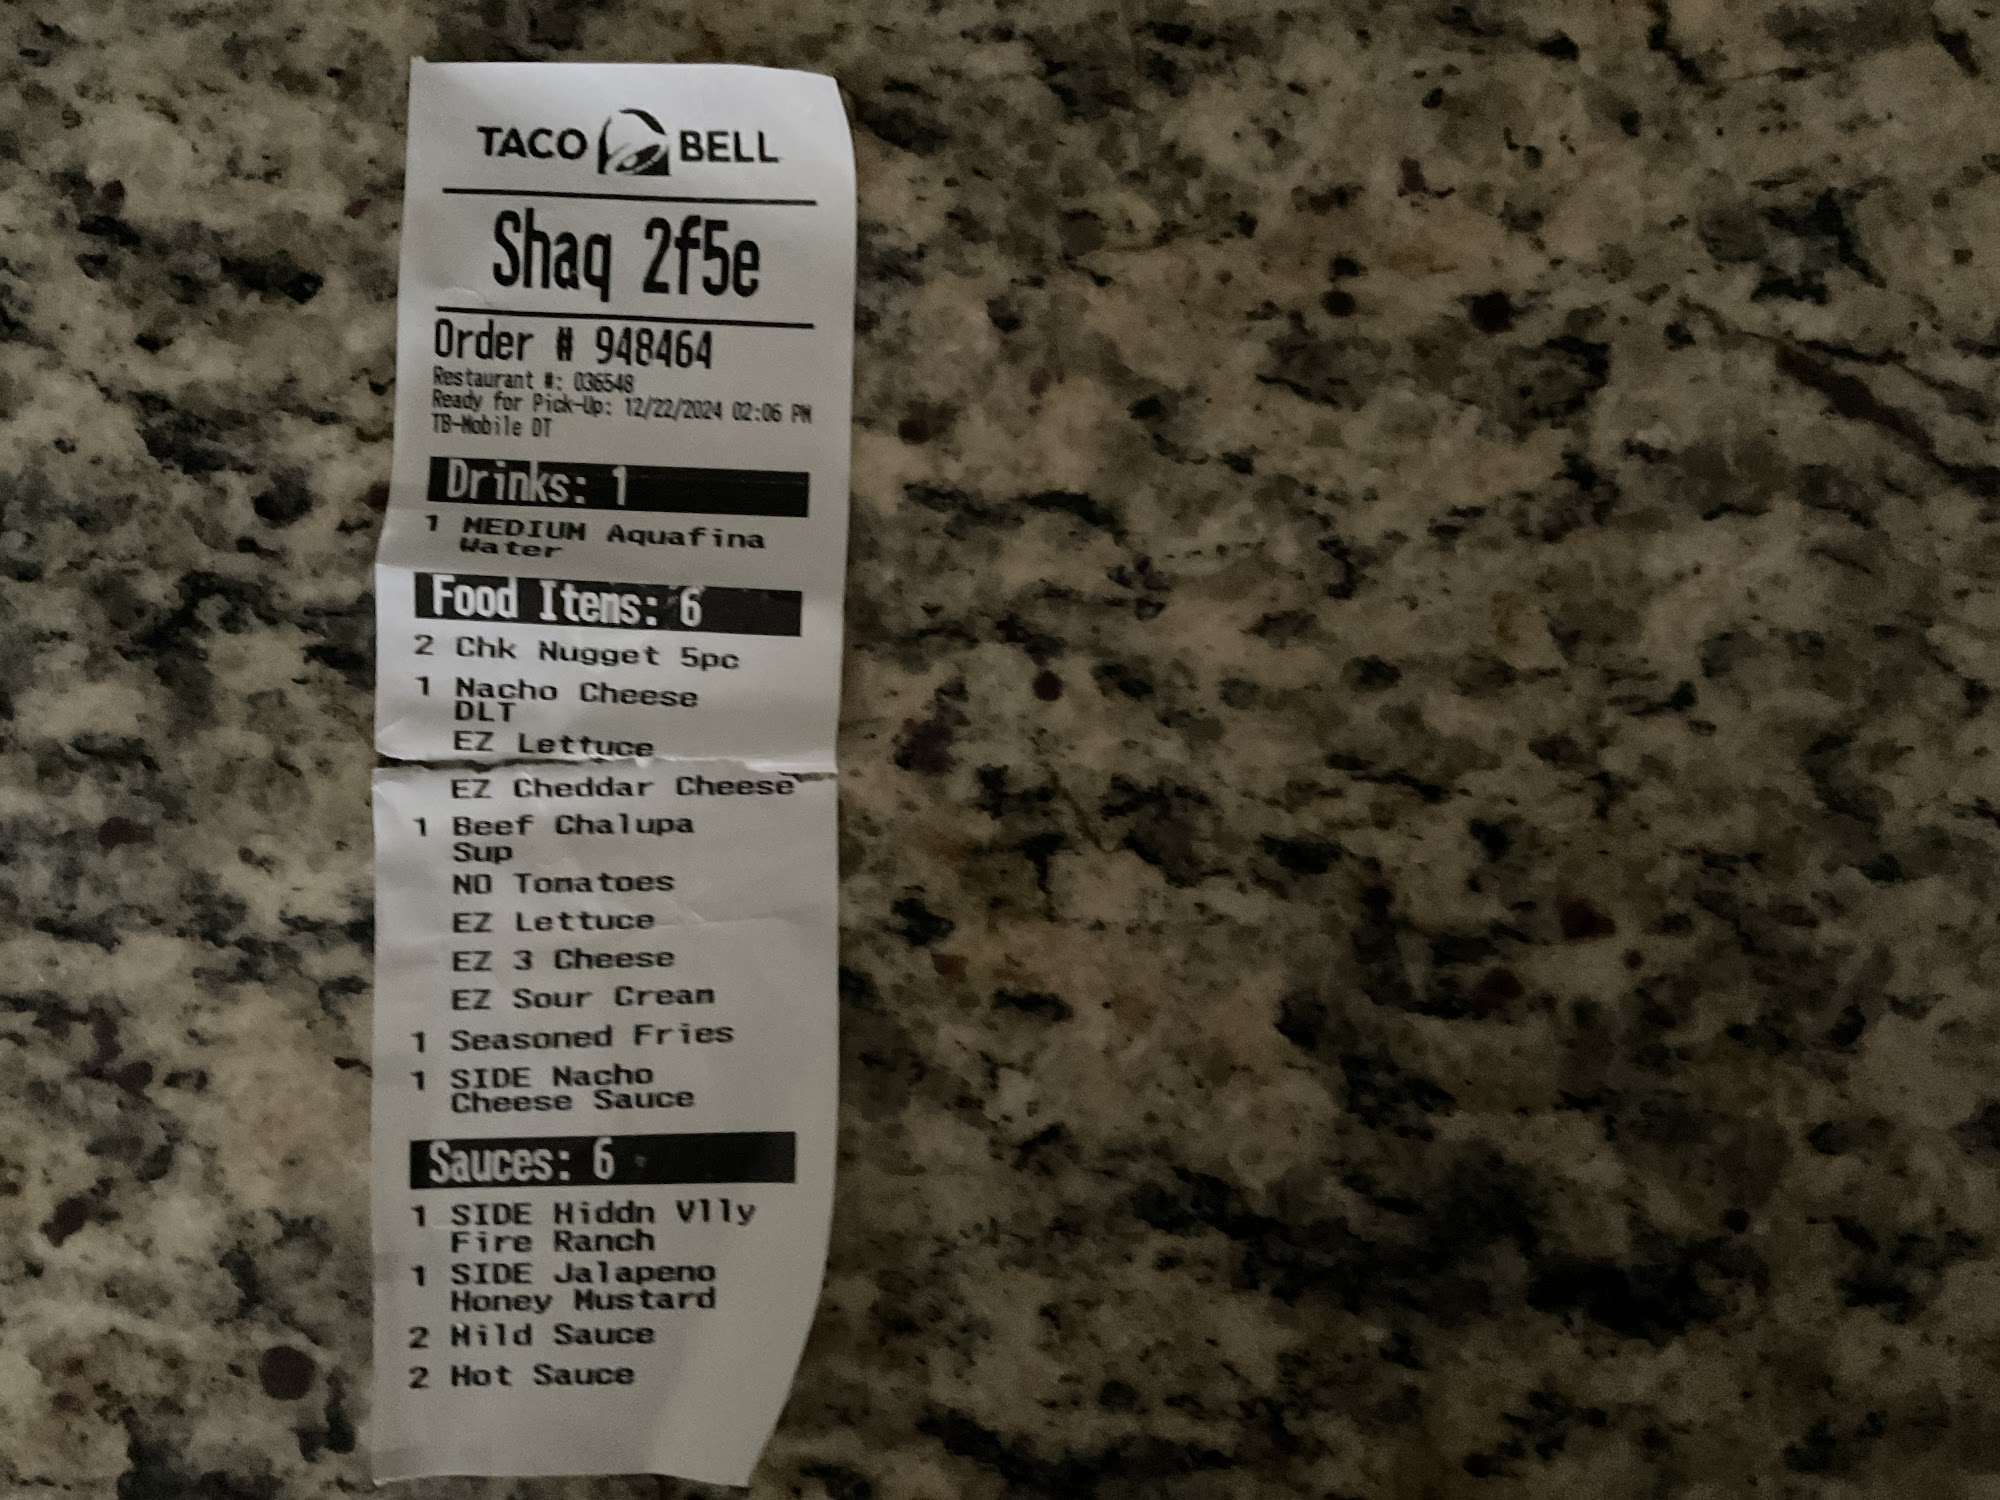 TACO BELL
Shaq 2f5e
Order # 948464
Restaurant #: 036548
Ready for Pick-Up: 12/22/2024 02:06 PM
TB-Mobile DT
Drinks: 1
1 MEDIUM Aquafina
Water
Food Items: 6
2 Chk Nugget 5pc
1 Nacho Cheese
DLT
EZ Lettuce
EZ Cheddar Cheese
1 Beef Chalupa
Sup
NO Tomatoes
EZ Lettuce
EZ 3 Cheese
EZ Sour Cream
1 Seasoned Fries
1 SIDE Nacho
Cheese Sauce
Sauces: 6
1 SIDE Hiddn Vlly
Fire Ranch
1 SIDE Jalapeno
Honey Mustard
2 Mild Sauce
2 Hot Sauce